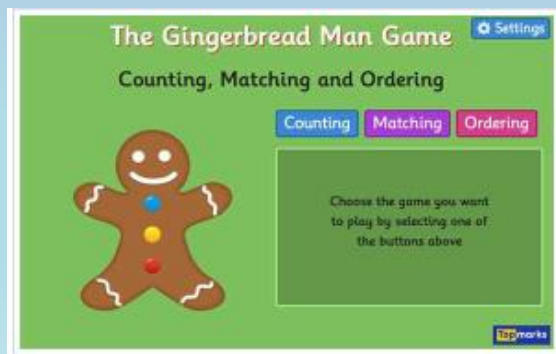 The Gingerbread Man Game
Settings
Counting, Matching and Ordering
Counting Matching Ordering
Choose the game you want
to play by selecting one of
the buttons above
Topmarks